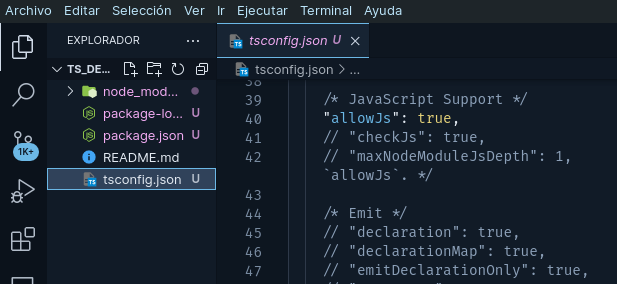 Archivo Editar Selección Ver Ir Ejecutar Terminal Ayuda
EXPLORADOR
TS_DE...
node_mod...
package-lo... U
package.json U
README.md
tsconfig.json U
1K+
tsconfig.json U
tsconfig.json > ...
38
39 /* JavaScript Support */
40 "allowJs": true,
41 // "checkJs": true,
42 // "maxNodeModuleJsDepth": 1,
`allowJs`. */
43
44 /* Emit */
45 // "declaration": true,
46 // "declarationMap": true,
47 // "emitDeclarationOnly": true,